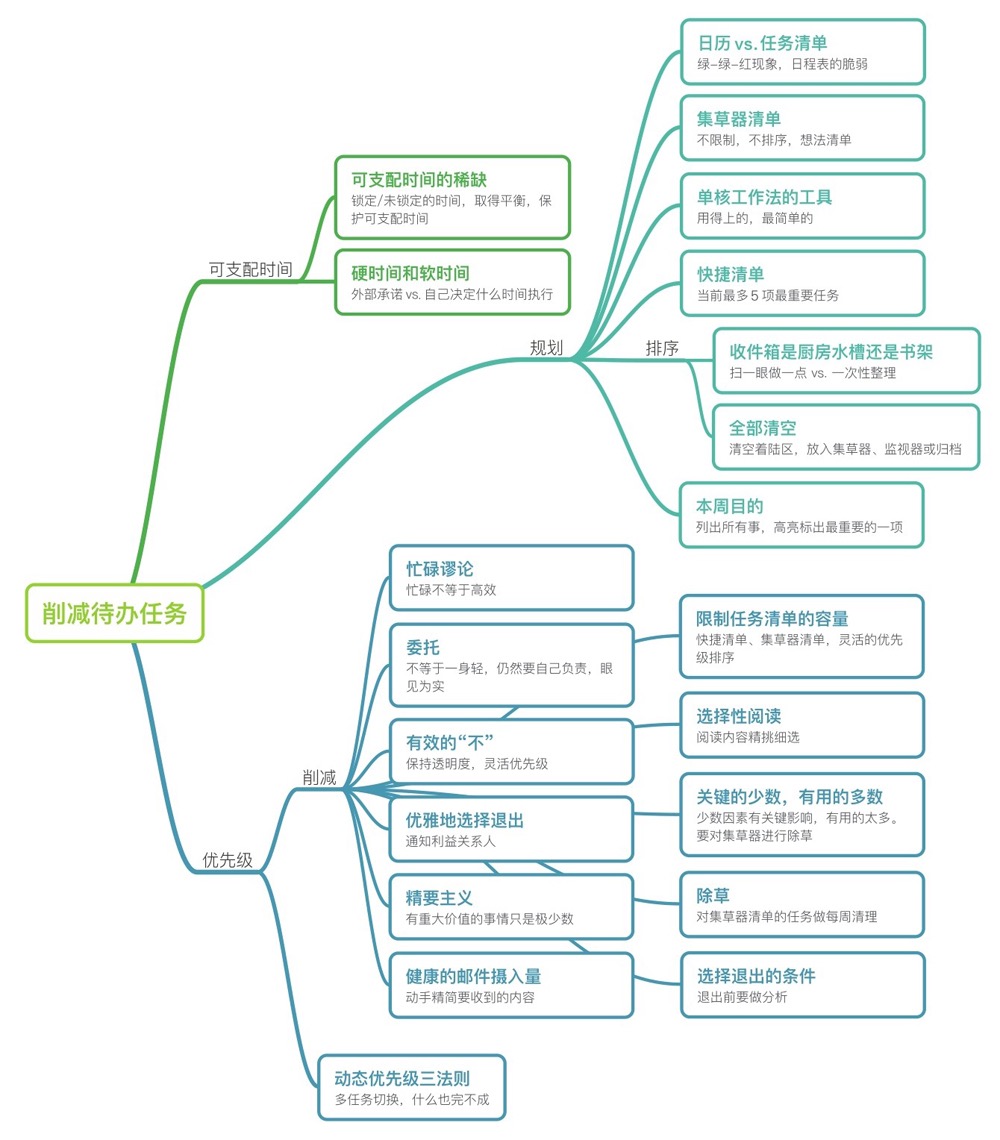 削减待办任务
可支配时间
可支配时间的稀缺
锁定/未锁定的时间，取得平衡，保
护可支配时间
硬时间和软时间
外部承诺 vs. 自己决定什么时间执行
规划
日历 vs. 任务清单
绿–绿–红现象，日程表的脆弱
集草器清单
不限制，不排序，想法清单
单核工作法的工具
用得上的，最简单的
快捷清单
当前最多 5 项最重要任务
排序
收件箱是厨房水槽还是书架
扫一眼做一点 vs. 一次性整理
全部清空
清空着陆区，放入集草器、监视器或归档
本周目的
列出所有事，高亮标出最重要的一项
优先级
削减
忙碌谬论
忙碌不等于高效
委托
不等于一身轻，仍然要自己负责，眼
见为实
有效的“不”
保持透明度，灵活优先级
优雅地选择退出
通知利益关系人
精要主义
有重大价值的事情只是极少数
健康的邮件摄入量
动手精简要收到的内容
限制任务清单的容量
快捷清单、集草器清单，灵活的优先
级排序
选择性阅读
阅读内容精挑细选
关键的少数，有用的多数
少数因素有关键影响，有用的太多。
要对集草器进行除草
除草
对集草器清单的任务做每周清理
选择退出的条件
退出前要做分析
动态优先级三法则
多任务切换，什么也完不成